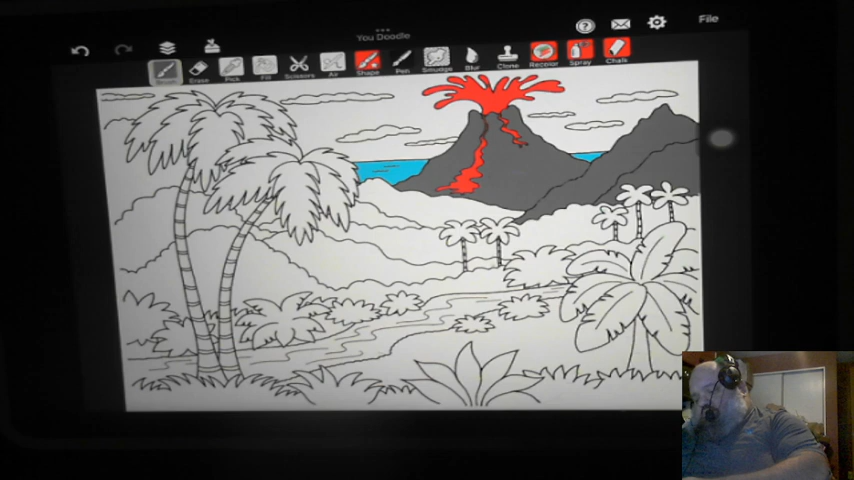 You Doodle
File
Brush Erase Pick Fill Scissors Air Shape Pen Smudge Blur Clone Recolor Spray Chalk